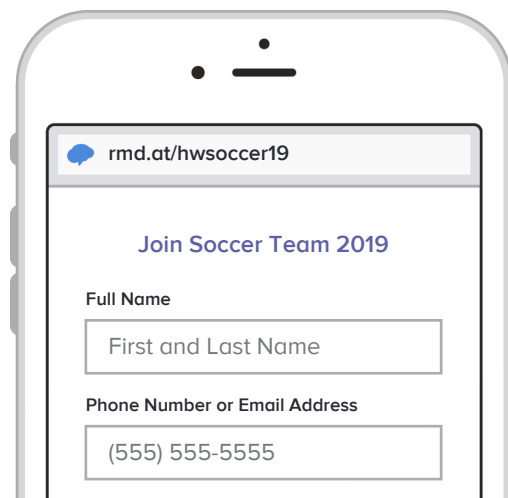 rmd.at/hwsoccer19
Join Soccer Team 2019
Full Name
First and Last Name
Phone Number or Email Address
(555) 555-5555